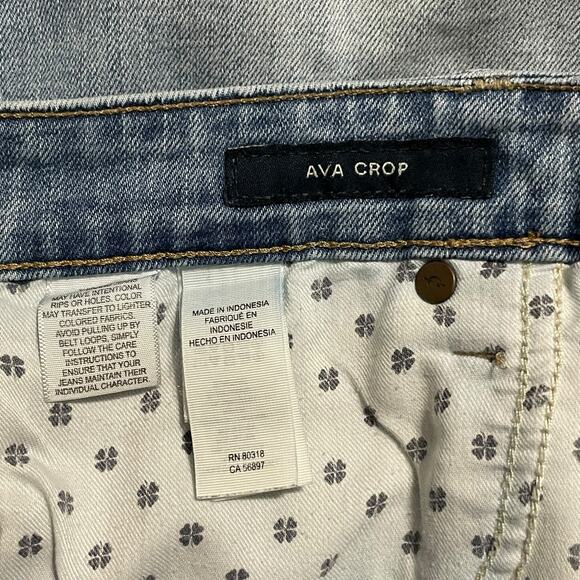 AVA CROP
MAY HAVE INTENTIONAL
RIPS OR HOLES. COLOR
MAY TRANSFER TO LIGHTER
COLORED FABRICS.
AVOID PULLING UP BY
BELT LOOPS, SIMPLY
FOLLOW THE CARE
INSTRUCTIONS TO
ENSURE THAT YOUR
JEANS MAINTAIN THEIR
INDIVIDUAL CHARACTER.
MADE IN INDONESIA
FABRIQUÉ EN
INDONESIE
HECHO EN INDONESIA
RN 80318
CA 56897